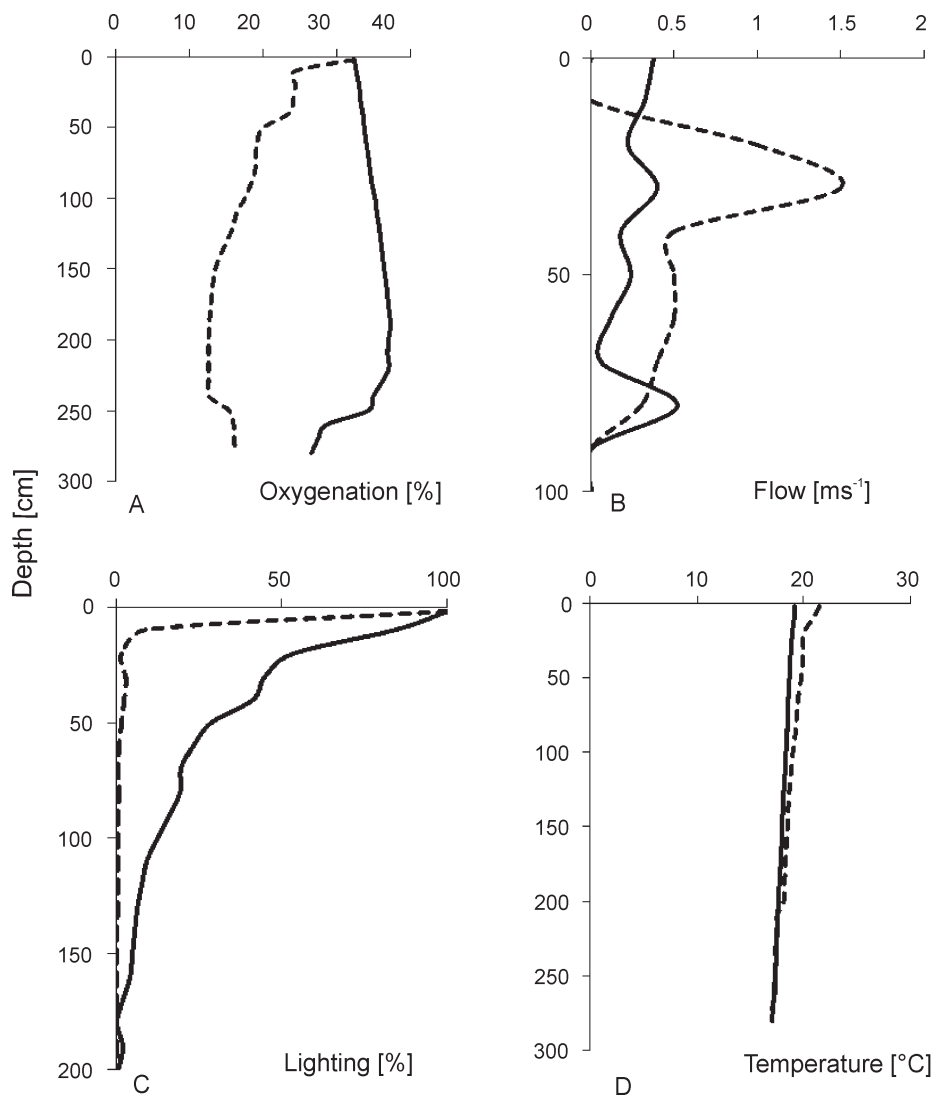 0 10 20 30 40
0
50
100
150
200
250
300
A
Oxygenation [%]
0 0.5 1 1.5 2
0
50
100
B
Flow [ms⁻¹]
Depth [cm]
0 50 100
0
50
100
150
200
C
Lighting [%]
0 10 20 30
0
50
100
150
200
250
300
D
Temperature [°C]